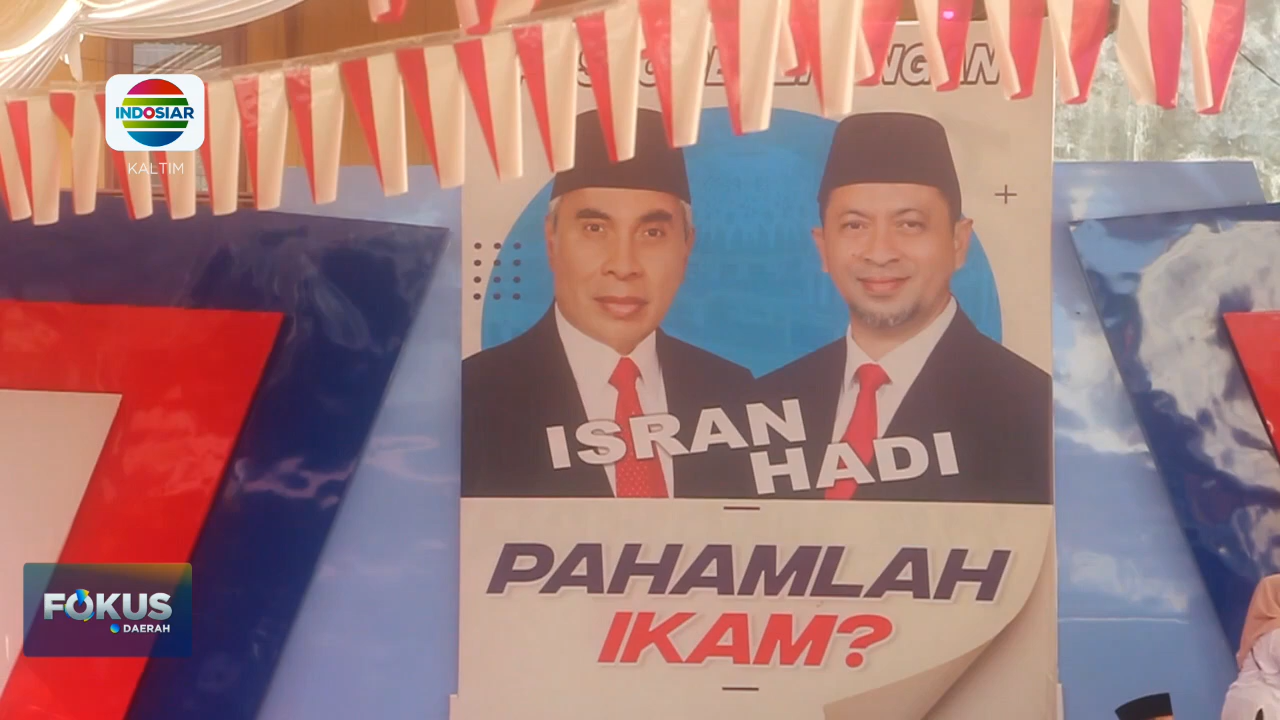 INDOSIAR
KALTIM
ISRAN
HADI
PAHAMLAH
IKAM?
FOKUS
DAERAH